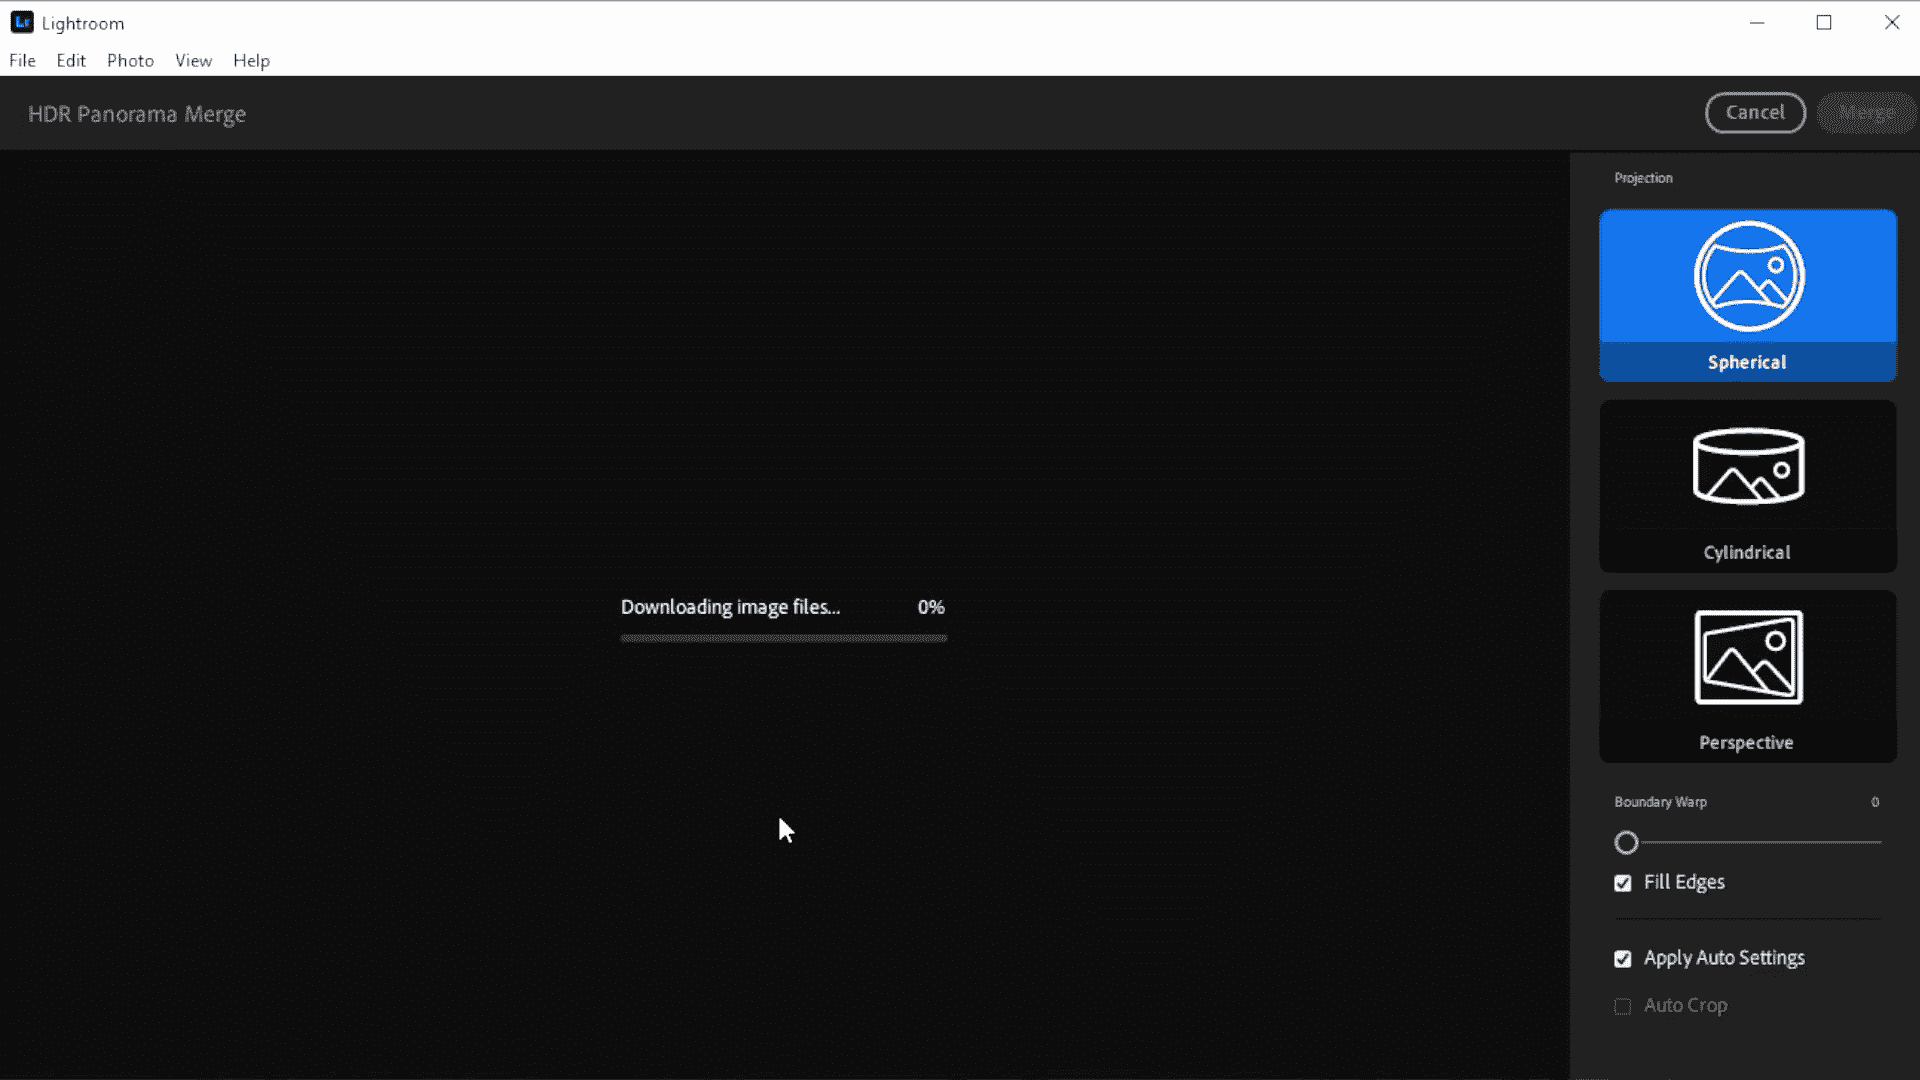 Lr Lightroom
File Edit Photo View Help
HDR Panorama Merge
Cancel Merge
Projection
Spherical
Cylindrical
Downloading image files... 0%
Perspective
Boundary Warp 0
Fill Edges
Apply Auto Settings
Auto Crop